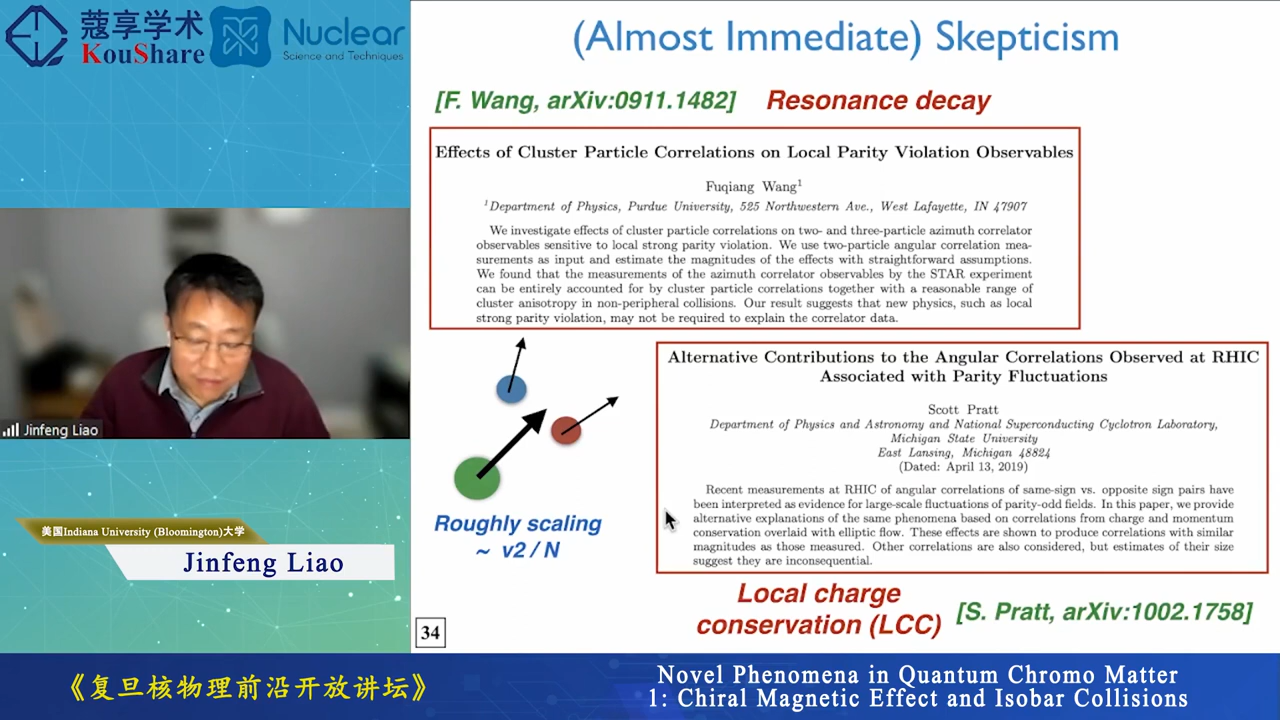 蔻享学术
KouShare
Nuclear
Science and Techniques
Jinfeng Liao
美国Indiana University (Bloomington)大学
Jinfeng Liao
(Almost Immediate) Skepticism
[F. Wang, arXiv:0911.1482] Resonance decay
Effects of Cluster Particle Correlations on Local Parity Violation Observables
Fuqiang Wang1
1Department of Physics, Purdue University, 525 Northwestern Ave., West Lafayette, IN 47907
We investigate effects of cluster particle correlations on two- and three-particle azimuth correlator
observables sensitive to local strong parity violation. We use two-particle angular correlation mea-
surements as input and estimate the magnitudes of the effects with straightforward assumptions.
We found that the measurements of the azimuth correlator observables by the STAR experiment
can be entirely accounted for by cluster particle correlations together with a reasonable range of
cluster anisotropy in non-peripheral collisions. Our result suggests that new physics, such as local
strong parity violation, may not be required to explain the correlator data.
Roughly scaling
~ v2 / N
Alternative Contributions to the Angular Correlations Observed at RHIC
Associated with Parity Fluctuations
Scott Pratt
Department of Physics and Astronomy and National Superconducting Cyclotron Laboratory,
Michigan State University
East Lansing, Michigan 48824
(Dated: April 13, 2019)
Recent measurements at RHIC of angular correlations of same-sign vs. opposite sign pairs have
been interpreted as evidence for large-scale fluctuations of parity-odd fields. In this paper, we provide
alternative explanations of the same phenomena based on correlations from charge and momentum
conservation overlaid with elliptic flow. These effects are shown to produce correlations with similar
magnitudes as those measured. Other correlations are also considered, but estimates of their size
suggest they are inconsequential.
Local charge
conservation (LCC)
[S. Pratt, arXiv:1002.1758]
34
《复旦核物理前沿开放讲坛》
Novel Phenomena in Quantum Chromo Matter
1: Chiral Magnetic Effect and Isobar Collisions